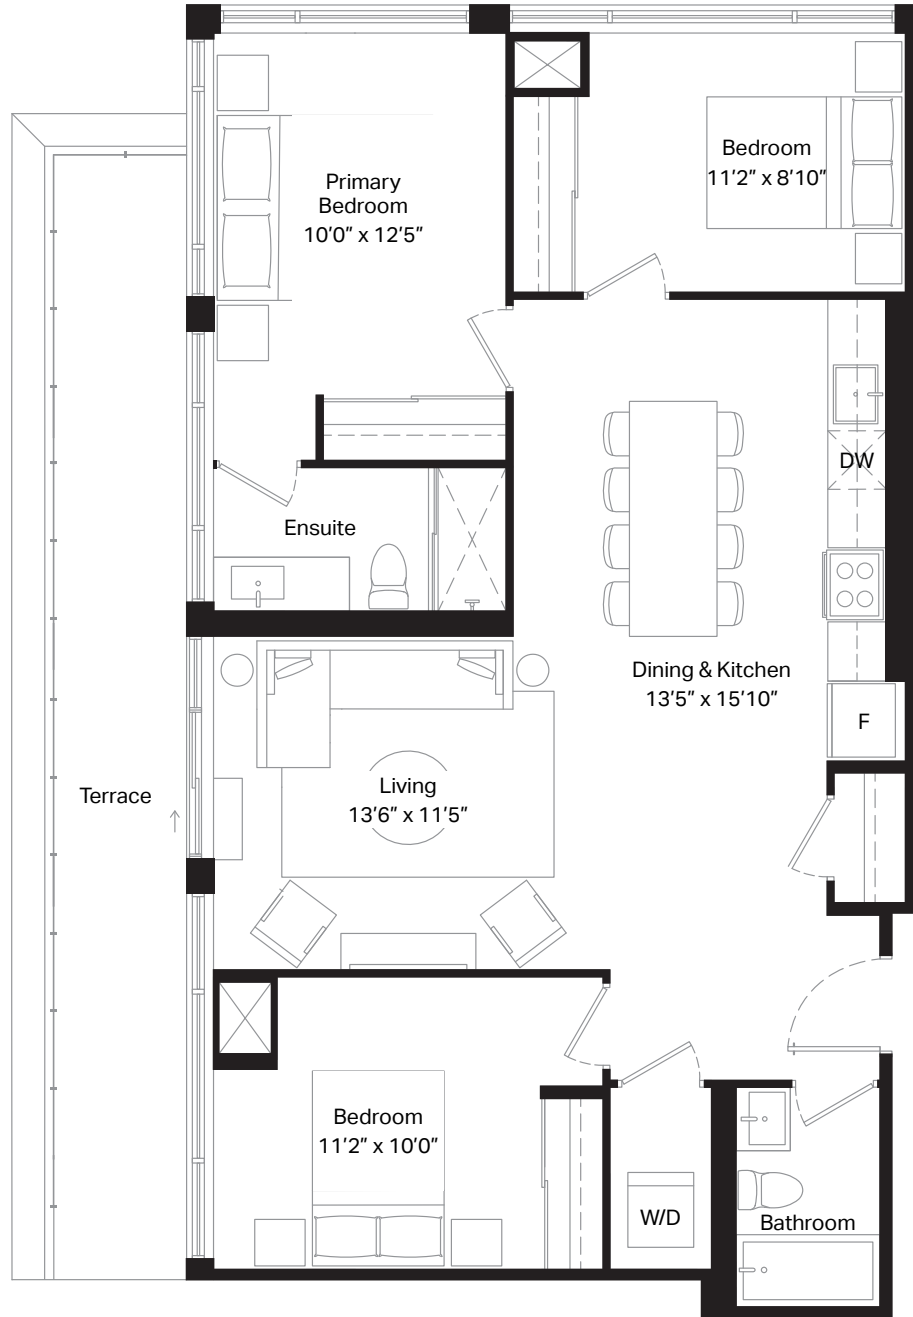 Primary
Bedroom
10’0” x 12’5”
Bedroom
11’2” x 8’10”
DW
Ensuite
Dining & Kitchen
13’5” x 15’10”
F
Living
13’6” x 11’5”
Terrace
Bedroom
11’2” x 10’0”
W/D
Bathroom